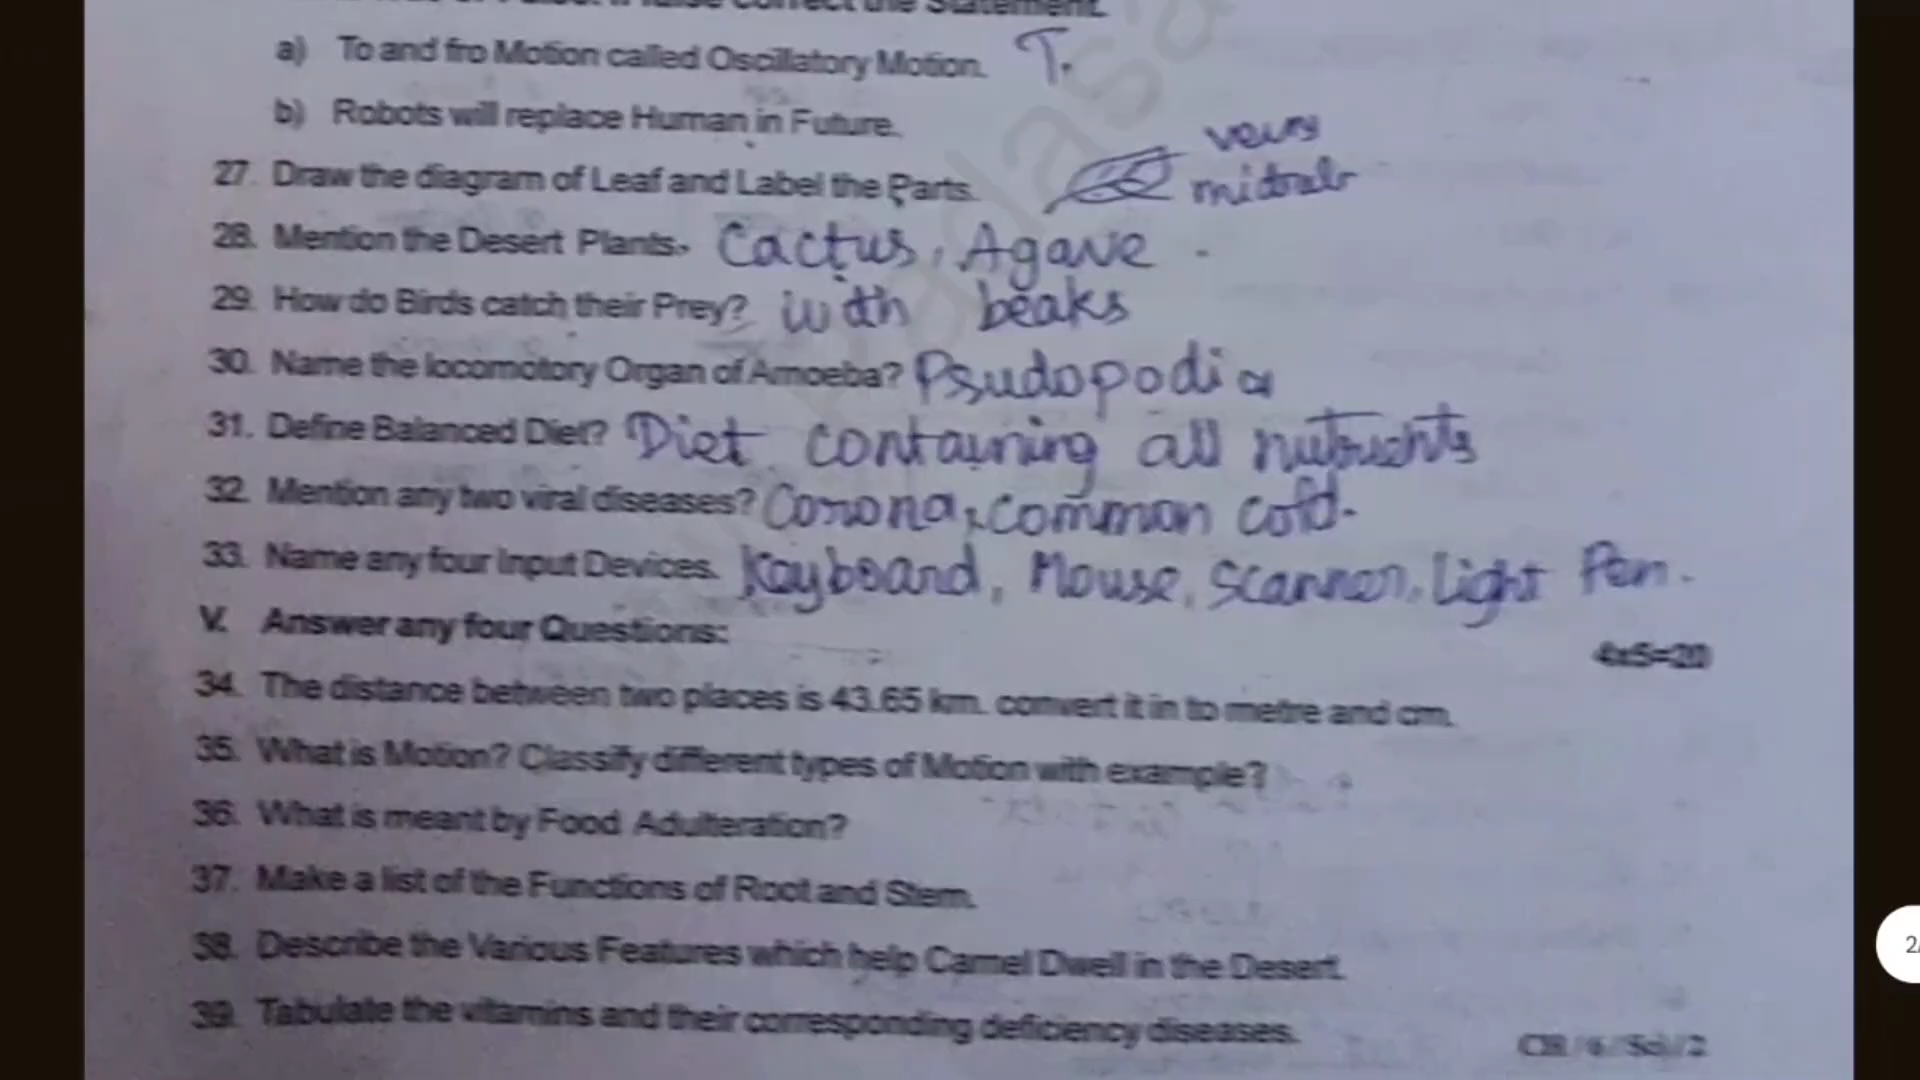 correct the Statement.
a) To and fro Motion called Oscillatory Motion. T.
b) Robots will replace Human in Future.
veins
27. Draw the diagram of Leaf and Label the Parts. midrib
28. Mention the Desert Plants. Cactus, Agave.
29. How do Birds catch their Prey? with beaks
30. Name the locomotory Organ of Amoeba? Psudopodia
31. Define Balanced Diet? Diet containing all nutrients
32. Mention any two viral diseases? Corona, common cold.
33. Name any four Input Devices. Keyboard, Mouse, Scanner, Light Pen.
V. Answer any four Questions: 4x5=20
34. The distance between two places is 43.65 km. convert it in to metre and cm.
35. What is Motion? Classify different types of Motion with example?
36. What is meant by Food Adulteration?
37. Make a list of the Functions of Root and Stem.
38. Describe the Various Features which help Camel Dwell in the Desert.
39. Tabulate the vitamins and their corresponding deficiency diseases.